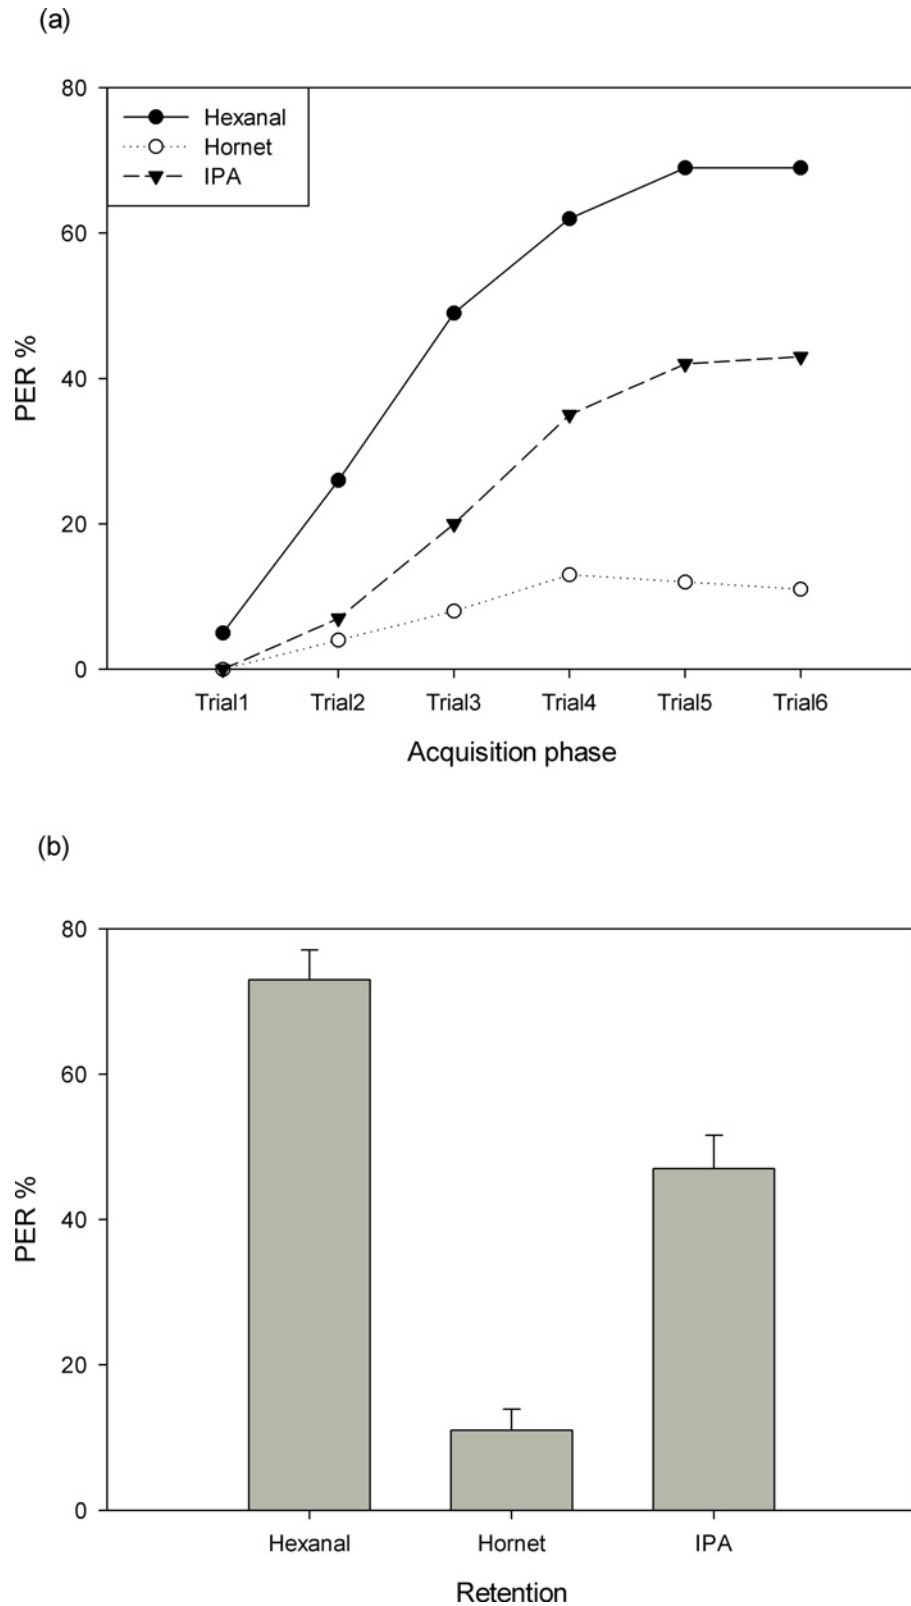 (a)
80
Hexanal
Hornet
IPA
60
40
20
0
PER %
Trial1 Trial2 Trial3 Trial4 Trial5 Trial6
Acquisition phase
(b)
80
60
40
20
0
PER %
Hexanal Hornet IPA
Retention